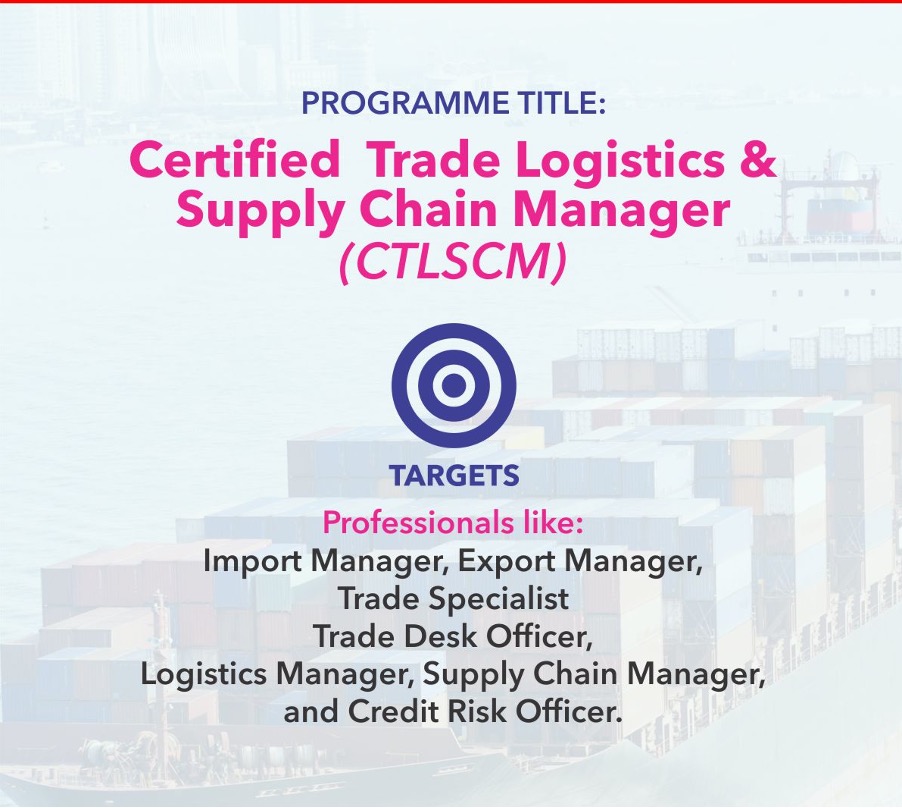 PROGRAMME TITLE:
Certified Trade Logistics &
Supply Chain Manager
(CTLSCM)
TARGETS
Professionals like:
Import Manager, Export Manager,
Trade Specialist
Trade Desk Officer,
Logistics Manager, Supply Chain Manager,
and Credit Risk Officer.